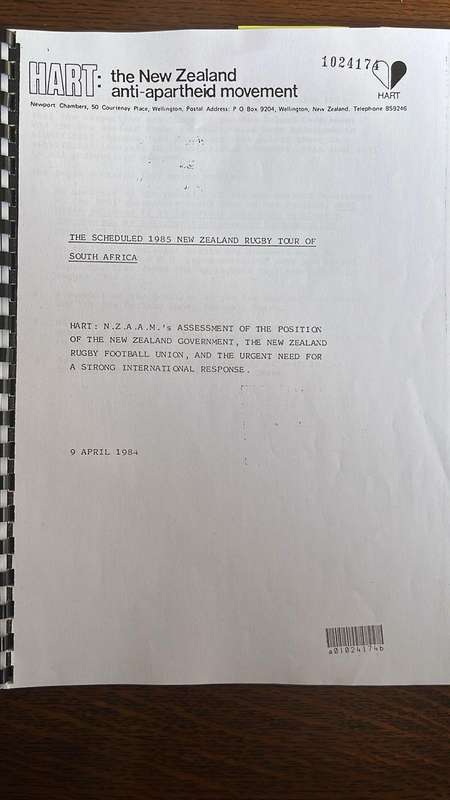 1024174
HART: the New Zealand
anti-apartheid movement
HART
Newport Chambers, 50 Courtenay Place, Wellington. Postal Address: P O Box 9204, Wellington, New Zealand. Telephone 859246
THE SCHEDULED 1985 NEW ZEALAND RUGBY TOUR OF
SOUTH AFRICA
HART: N.Z.A.A.M.'s ASSESSMENT OF THE POSITION
OF THE NEW ZEALAND GOVERNMENT, THE NEW ZEALAND
RUGBY FOOTBALL UNION, AND THE URGENT NEED FOR
A STRONG INTERNATIONAL RESPONSE.
9 APRIL 1984
a01024174b